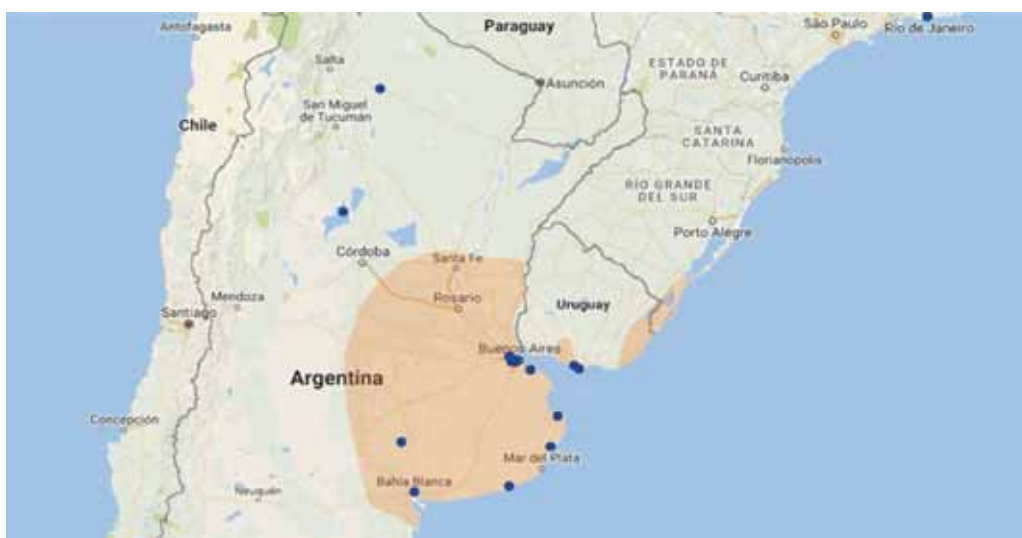 Antofagasta
Paraguay
São Paulo
Río de Janeiro
Salta
Asunción
ESTADO DE
PARANÁ
Curitiba
San Miguel
de Tucumán
Chile
SANTA
CATARINA
Florianópolis
RÍO GRANDE
DEL SUR
Porto Alegre
Córdoba
Santa Fe
Mendoza
Rosario
Uruguay
Santiago
Buenos Aires
Argentina
Concepción
Mar del Plata
Bahía Blanca
Neuquén